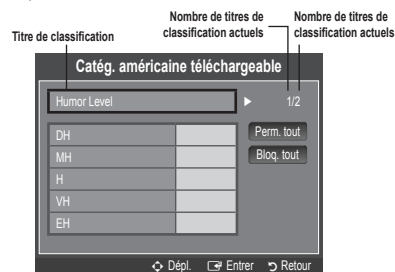 Nombre de titres de
classification actuels
Nombre de titres de
classification actuels
Titre de classification
Catég. américaine téléchargeable
Humor Level
1/2
DH
Perm. tout
MH
Bloq. tout
H
VH
EH
Dépl. Entrer Retour